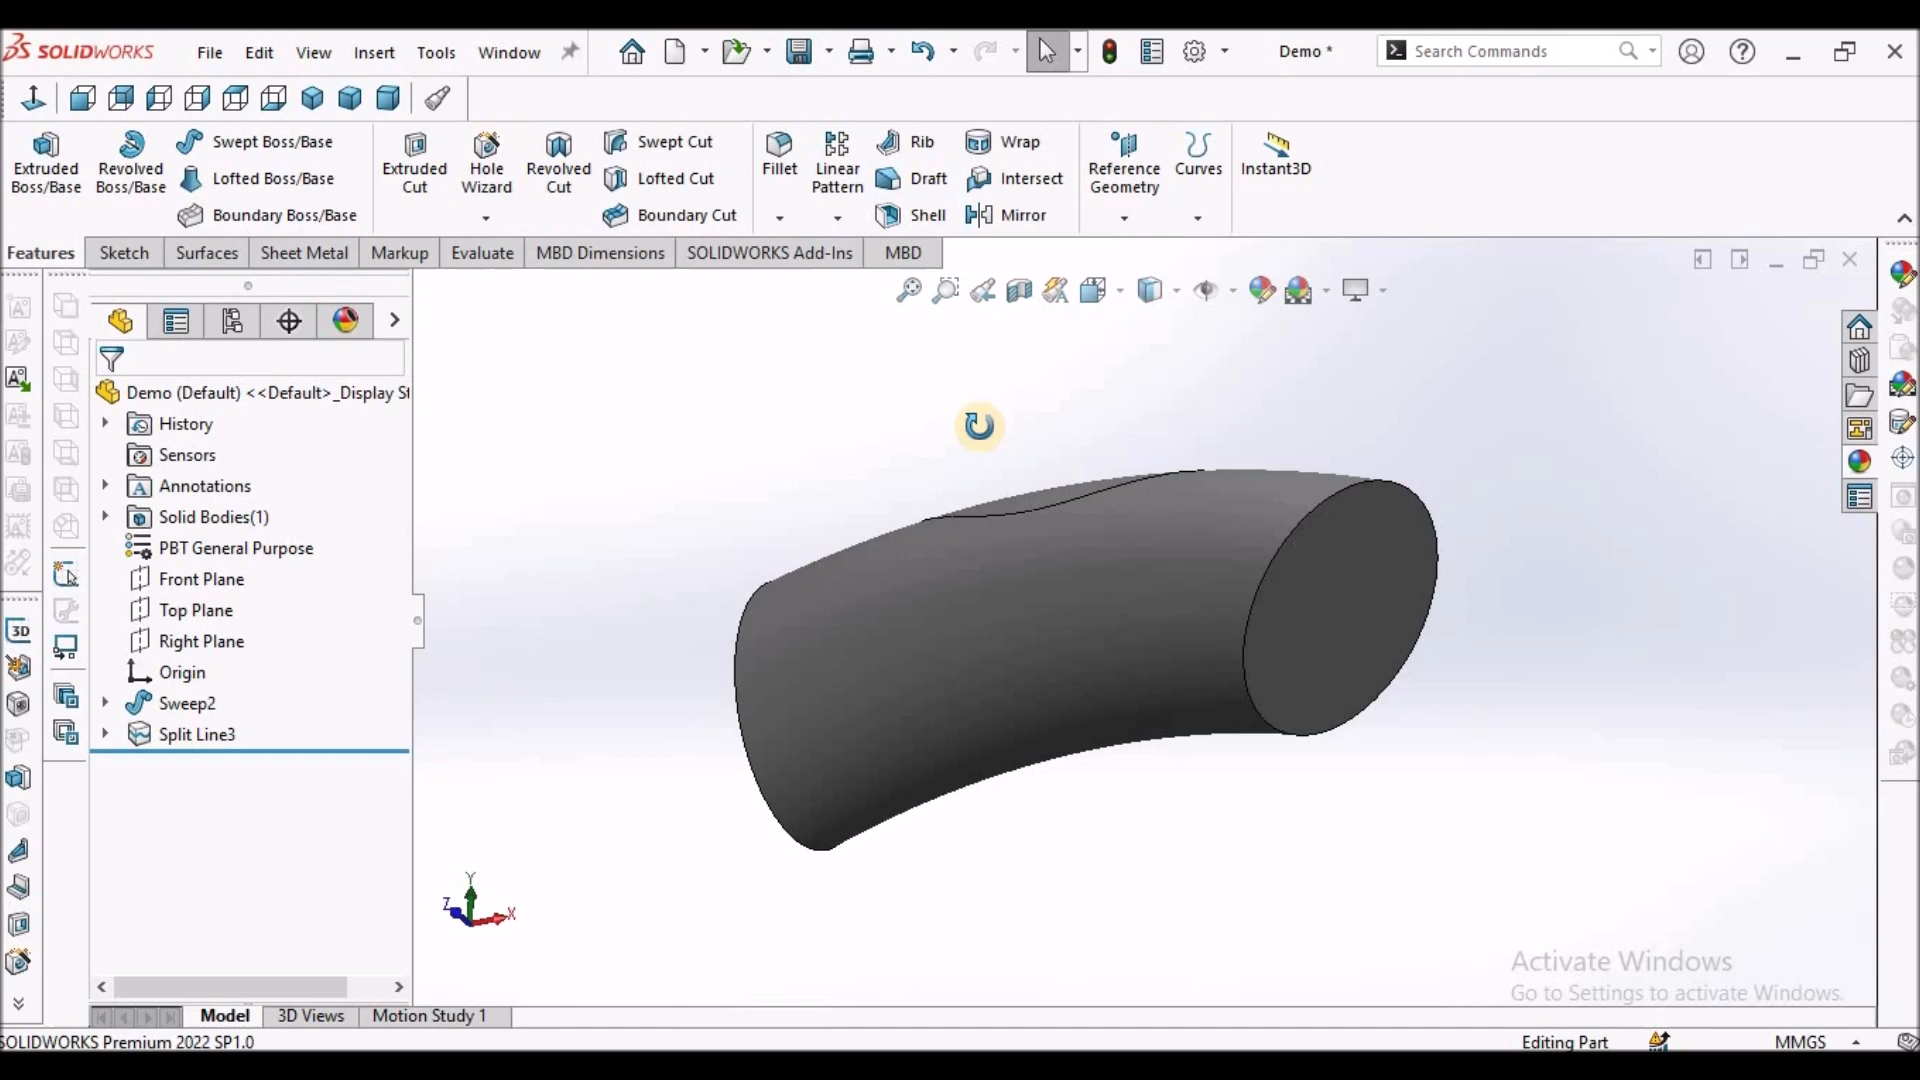 SOLIDWORKS File Edit View Insert Tools Window Demo * Search Commands
Extruded Boss/Base
Revolved Boss/Base
Swept Boss/Base
Lofted Boss/Base
Boundary Boss/Base
Extruded Cut
Hole Wizard
Revolved Cut
Swept Cut
Lofted Cut
Boundary Cut
Fillet
Linear Pattern
Rib
Draft
Shell
Wrap
Intersect
Mirror
Reference Geometry
Curves
Instant3D
Features Sketch Surfaces Sheet Metal Markup Evaluate MBD Dimensions SOLIDWORKS Add-Ins MBD
Demo (Default) <<Default>_Display St
History
Sensors
Annotations
Solid Bodies(1)
PBT General Purpose
Front Plane
Top Plane
Right Plane
Origin
Sweep2
Split Line3
3D
Y
Z
X
Activate Windows
Go to Settings to activate Windows.
Model 3D Views Motion Study 1
SOLIDWORKS Premium 2022 SP1.0 Editing Part MMGS